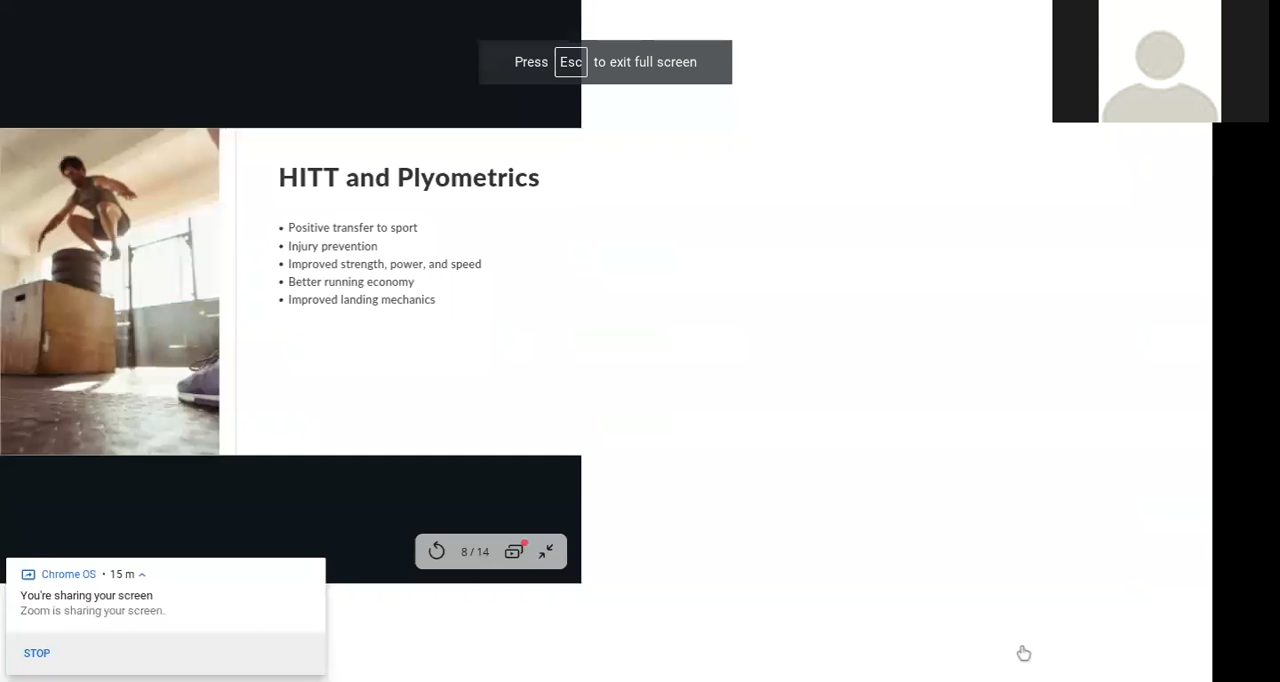 Press Esc to exit full screen
HITT and Plyometrics
• Positive transfer to sport
• Injury prevention
• Improved strength, power, and speed
• Better running economy
• Improved landing mechanics
8 / 14
Chrome OS • 15 m
You're sharing your screen
Zoom is sharing your screen.
STOP